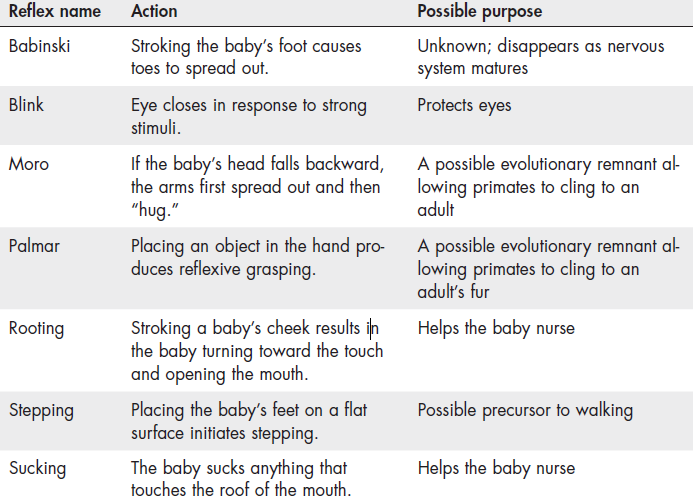 Reflex name Action Possible purpose
Babinski Stroking the baby’s foot causes Unknown; disappears as nervous
toes to spread out. system matures
Blink Eye closes in response to strong Protects eyes
stimuli.
Moro If the baby’s head falls backward, A possible evolutionary remnant al-
the arms first spread out and then lowing primates to cling to an
“hug.” adult
Palmar Placing an object in the hand pro- A possible evolutionary remnant al-
duces reflexive grasping. lowing primates to cling to an
adult’s fur
Rooting Stroking a baby’s cheek results in Helps the baby nurse
the baby turning toward the touch
and opening the mouth.
Stepping Placing the baby’s feet on a flat Possible precursor to walking
surface initiates stepping.
Sucking The baby sucks anything that Helps the baby nurse
touches the roof of the mouth.